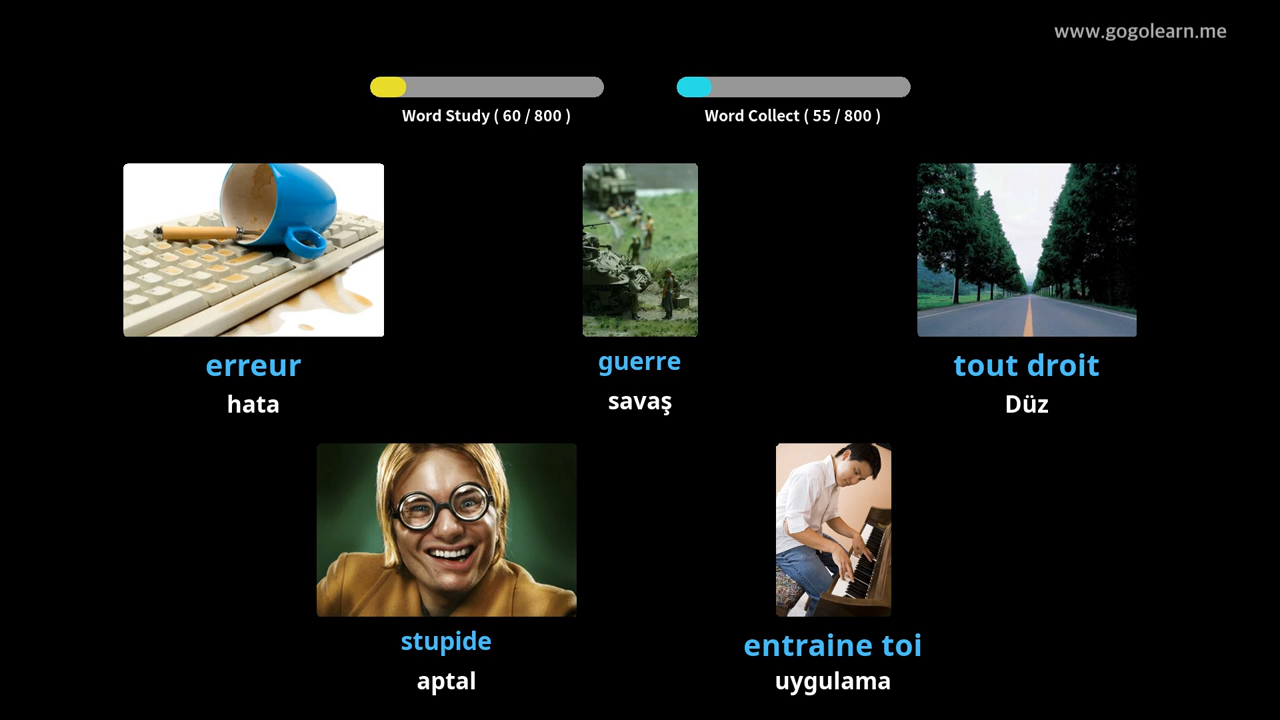 www.gogolearn.me
Word Study ( 60 / 800 )
Word Collect ( 55 / 800 )
erreur
hata
guerre
savaş
tout droit
Düz
stupide
aptal
entraine toi
uygulama